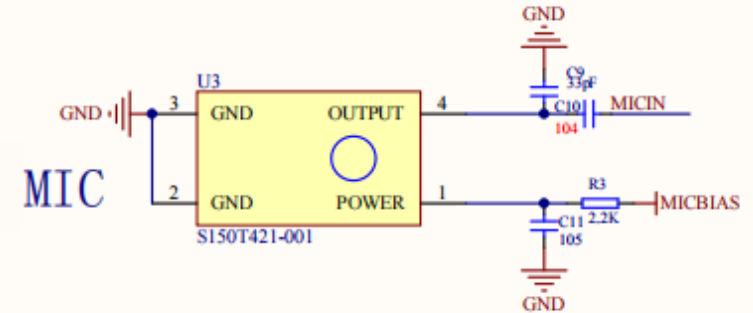 GND
U3
C9
33pF
GND
3
GND
OUTPUT
4
C10
MICIN
104
MIC
2
GND
POWER
1
R3
MICBIAS
2.2K
C11
105
S150T421-001
GND